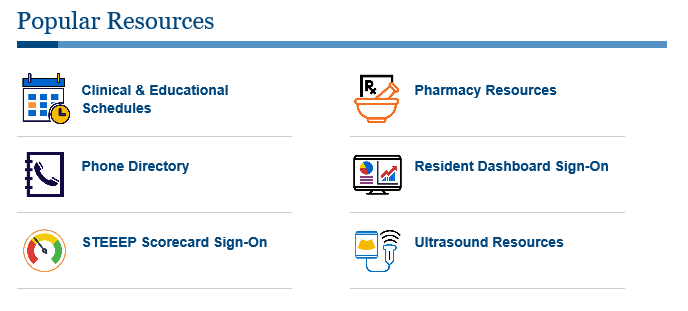 Popular Resources
Clinical & Educational
Schedules
Rx
Pharmacy Resources
Phone Directory
Resident Dashboard Sign-On
STEEEP Scorecard Sign-On
Ultrasound Resources